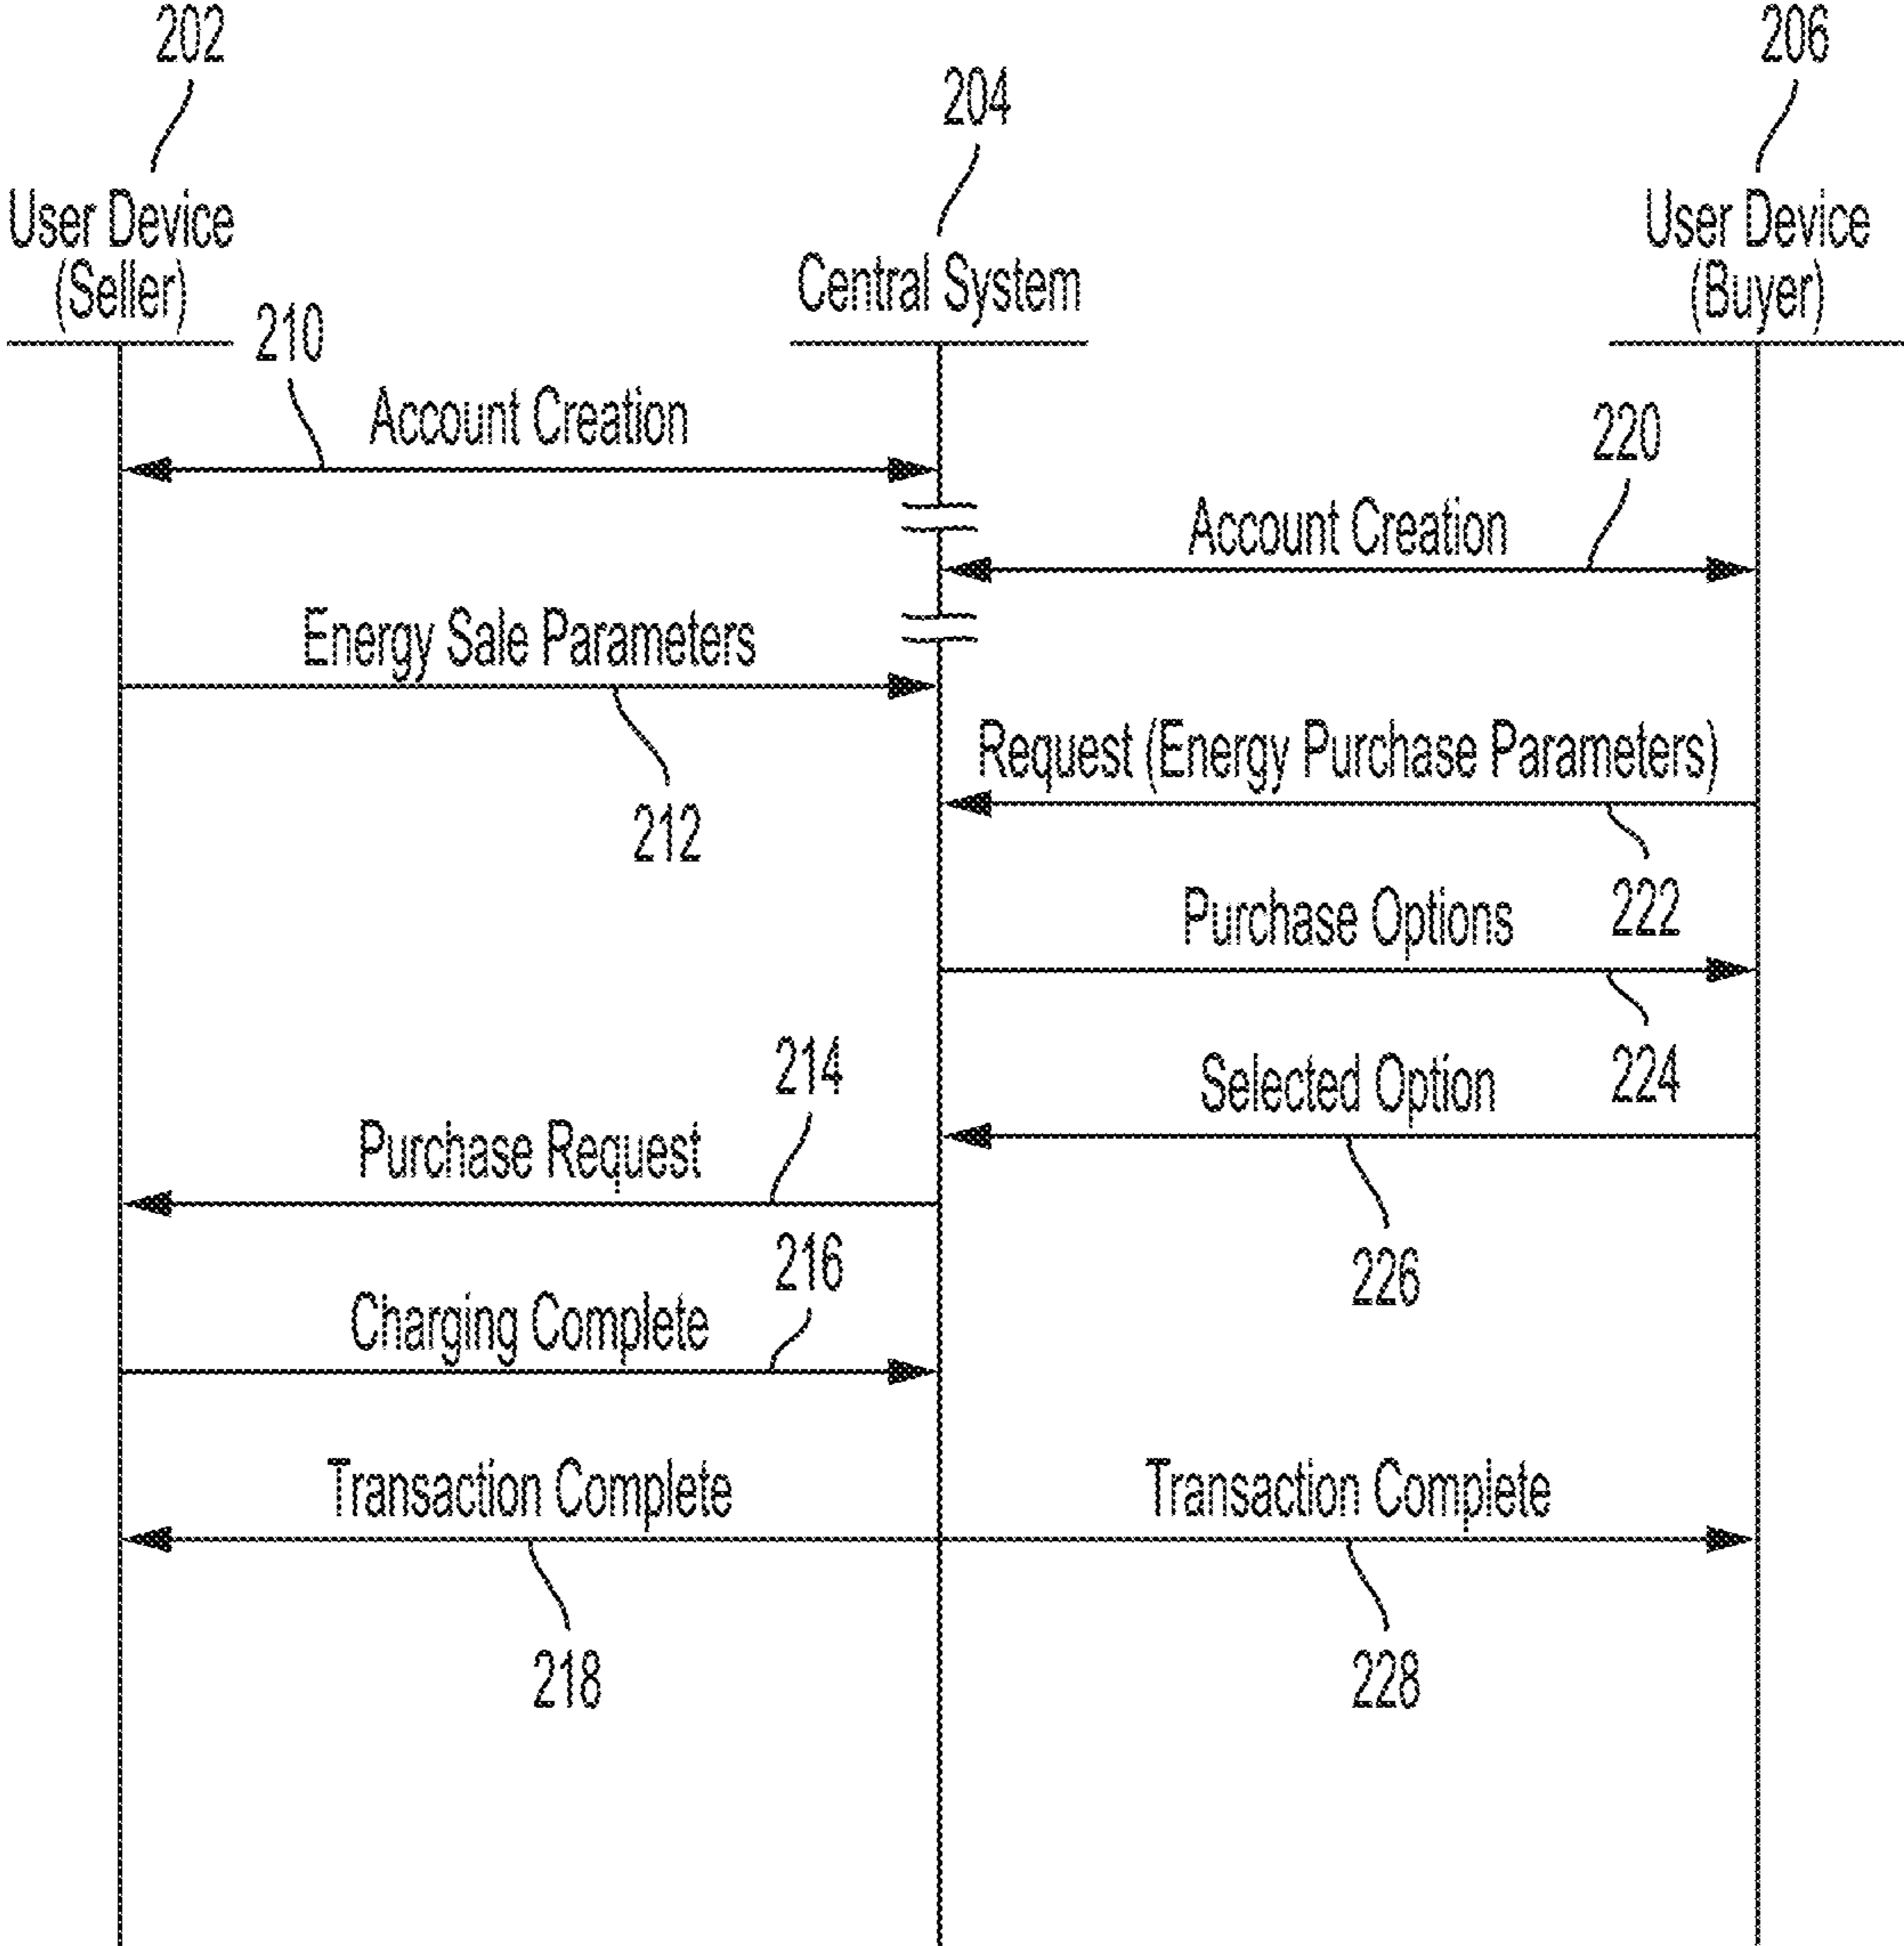 202
206
204
User Device
(Seller)
Central System
User Device
(Buyer)
210
Account Creation
220
Account Creation
Energy Sale Parameters
212
Request (Energy Purchase Parameters)
222
Purchase Options
224
214
Selected Option
Purchase Request
226
216
Charging Complete
Transaction Complete
Transaction Complete
218
228